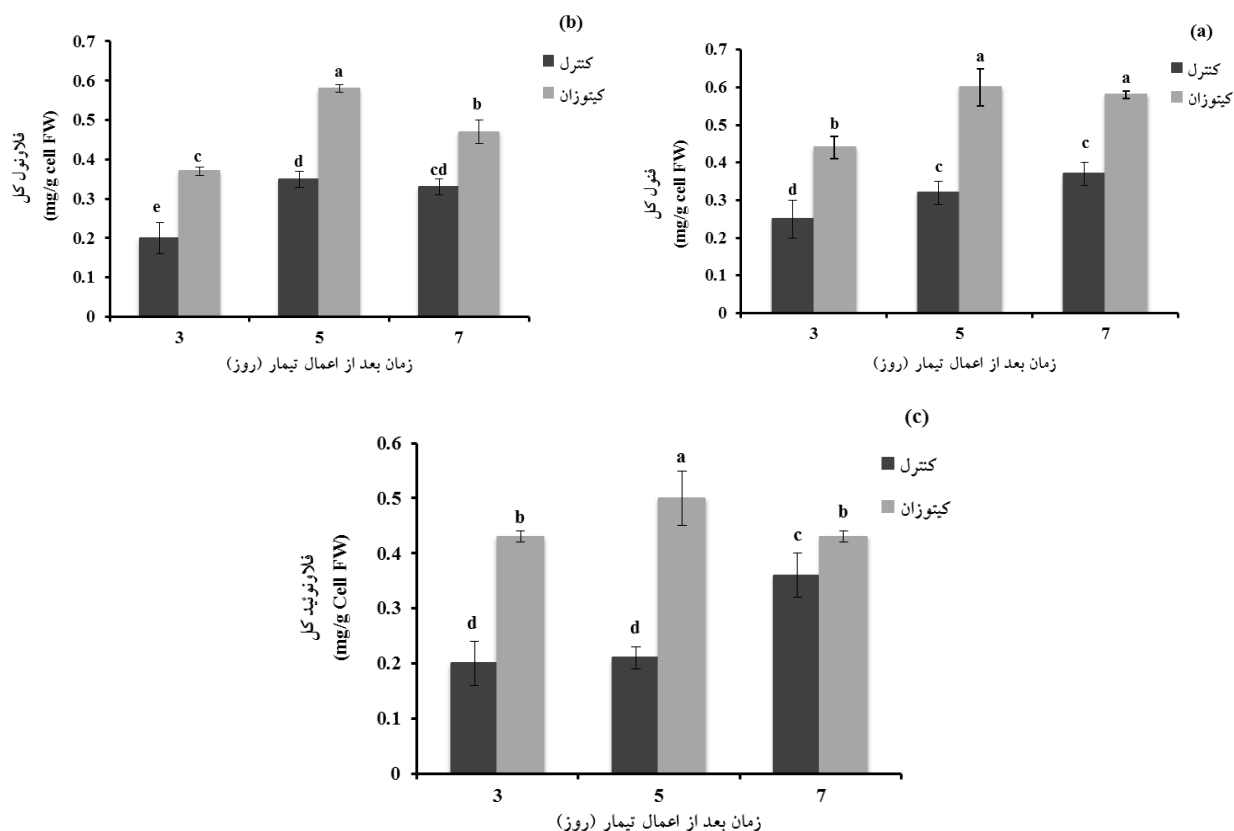 (b)
کنترل
کیتوزان
فلاونول کل
(mg/g cell FW)
0.7
0.6
0.5
0.4
0.3
0.2
0.1
0
e
c
d
a
cd
b
3
5
7
زمان بعد از اعمال تیمار (روز)
(a)
کنترل
کیتوزان
فنول کل
(mg/g cell FW)
0.7
0.6
0.5
0.4
0.3
0.2
0.1
0
d
b
c
a
c
a
3
5
7
زمان بعد از اعمال تیمار (روز)
(c)
کنترل
کیتوزان
فلاونوئید کل
(mg/g Cell FW)
0.6
0.5
0.4
0.3
0.2
0.1
0
d
b
d
a
c
b
3
5
7
زمان بعد از اعمال تیمار (روز)